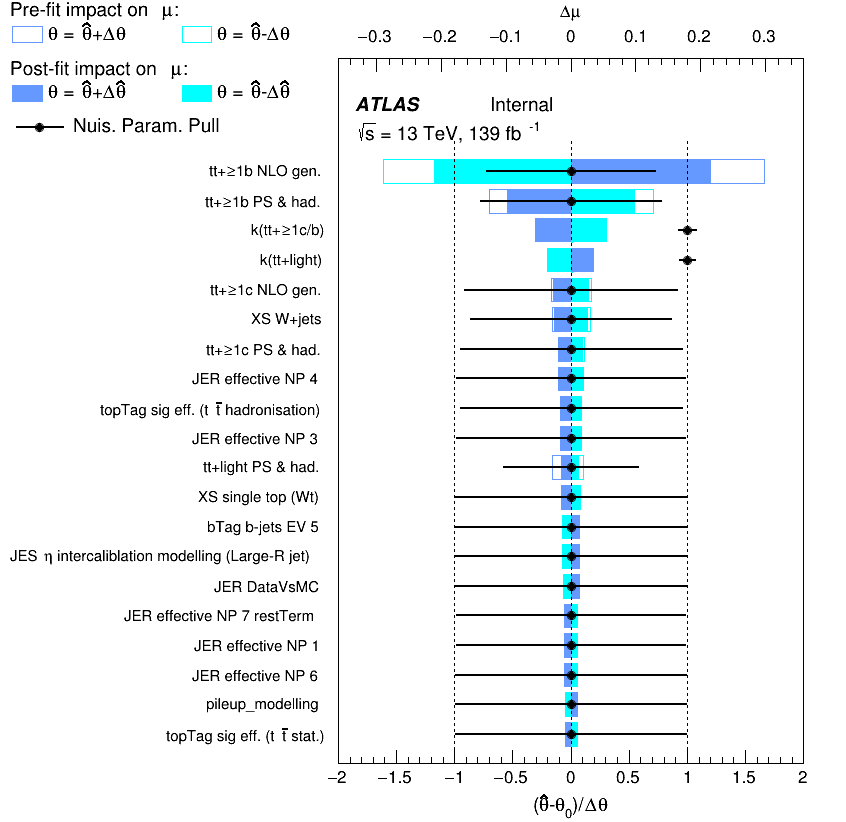 Pre-fit impact on μ:
θ = θ̂+Δθ θ = θ̂-Δθ
Post-fit impact on μ:
θ = θ̂+Δθ̂ θ = θ̂-Δθ̂
Nuis. Param. Pull
Δμ
−0.3 −0.2 −0.1 0 0.1 0.2 0.3
ATLAS Internal
√s = 13 TeV, 139 fb⁻¹
tt+≥1b NLO gen.
tt+≥1b PS & had.
k(tt+≥1c/b)
k(tt+light)
tt+≥1c NLO gen.
XS W+jets
tt+≥1c PS & had.
JER effective NP 4
topTag sig eff. (t t̄ hadronisation)
JER effective NP 3
tt+light PS & had.
XS single top (Wt)
bTag b-jets EV 5
JES η intercaliblation modelling (Large-R jet)
JER DataVsMC
JER effective NP 7 restTerm
JER effective NP 1
JER effective NP 6
pileup_modelling
topTag sig eff. (t t̄ stat.)
−2 −1.5 −1 −0.5 0 0.5 1 1.5 2
(θ̂-θ₀)/Δθ